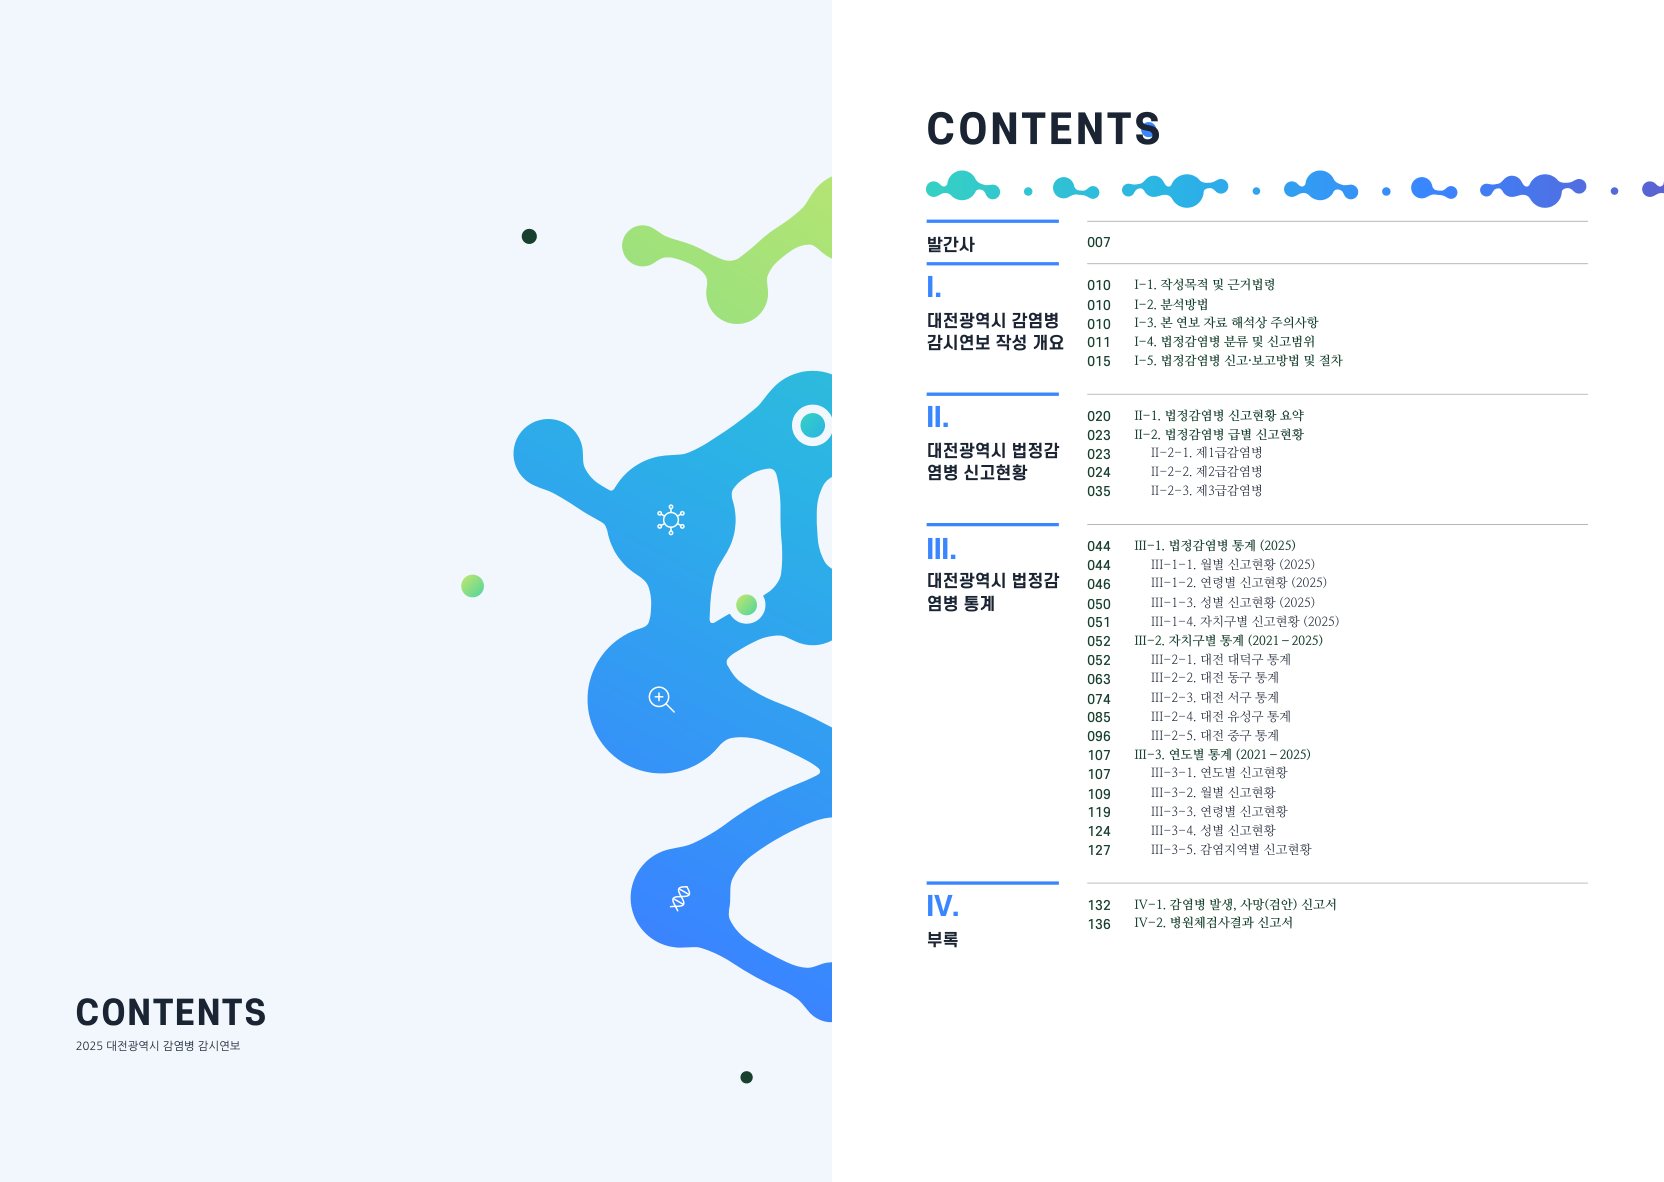 CONTENTS
2025 대전광역시 감염병 감시연보
CONTENTS
발간사
007
I.
대전광역시 감염병
감시연보 작성 개요
010 I-1. 작성목적 및 근거법령
010 I-2. 분석방법
010 I-3. 본 연보 자료 해석상 주의사항
011 I-4. 법정감염병 분류 및 신고범위
015 I-5. 법정감염병 신고·보고방법 및 절차
II.
대전광역시 법정감
염병 신고현황
020 II-1. 법정감염병 신고현황 요약
023 II-2. 법정감염병 급별 신고현황
023 II-2-1. 제1급감염병
024 II-2-2. 제2급감염병
035 II-2-3. 제3급감염병
III.
대전광역시 법정감
염병 통계
044 III-1. 법정감염병 통계 (2025)
044 III-1-1. 월별 신고현황 (2025)
046 III-1-2. 연령별 신고현황 (2025)
050 III-1-3. 성별 신고현황 (2025)
051 III-1-4. 자치구별 신고현황 (2025)
052 III-2. 자치구별 통계 (2021-2025)
052 III-2-1. 대전 대덕구 통계
063 III-2-2. 대전 동구 통계
074 III-2-3. 대전 서구 통계
085 III-2-4. 대전 유성구 통계
096 III-2-5. 대전 중구 통계
107 III-3. 연도별 통계 (2021-2025)
107 III-3-1. 연도별 신고현황
109 III-3-2. 월별 신고현황
119 III-3-3. 연령별 신고현황
124 III-3-4. 성별 신고현황
127 III-3-5. 감염지역별 신고현황
IV.
부록
132 IV-1. 감염병 발생, 사망(검안) 신고서
136 IV-2. 병원체검사결과 신고서